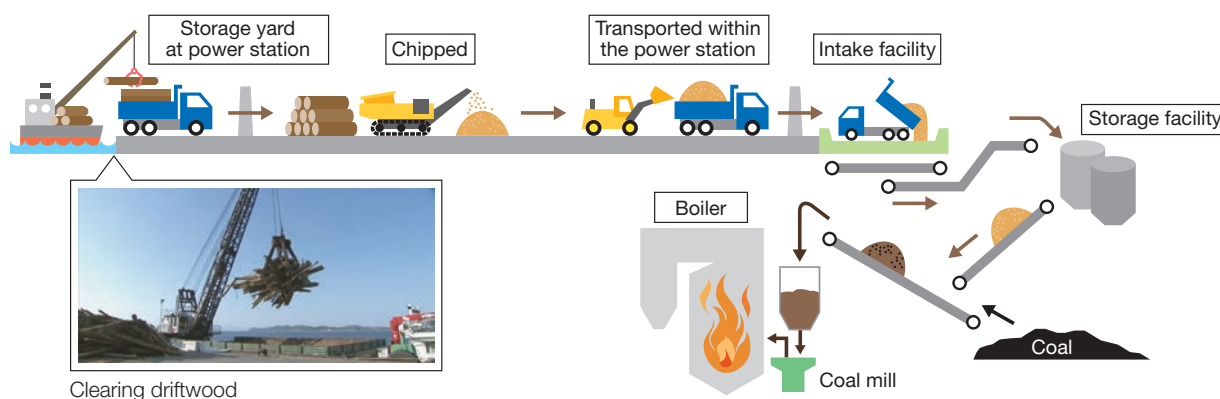 Storage yard
at power station
Chipped
Transported within
the power station
Intake facility
Storage facility
Boiler
Coal
Coal mill
Clearing driftwood